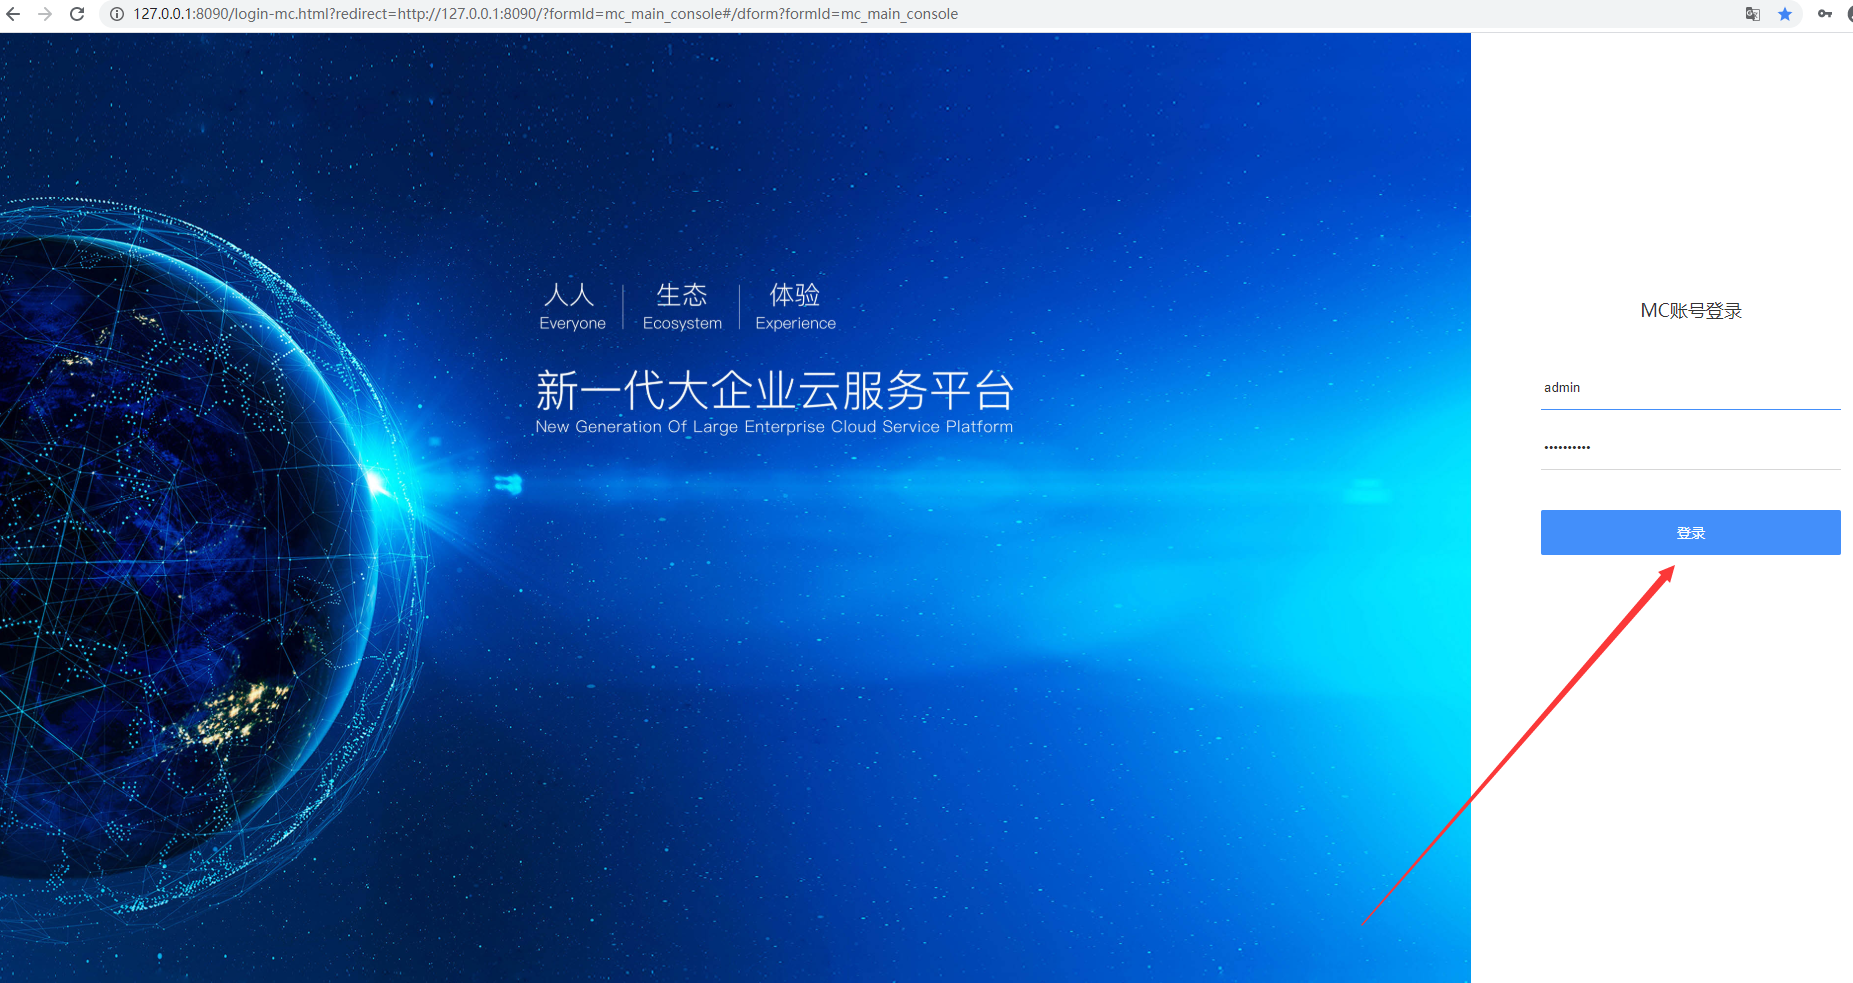 127.0.0.1:8090/login-mc.html?redirect=http://127.0.0.1:8090/?formId=mc_main_console#/dform?formId=mc_main_console
人人 生态 体验
Everyone Ecosystem Experience
新一代大企业云服务平台
New Generation Of Large Enterprise Cloud Service Platform
MC账号登录
admin
••••••••••
登录